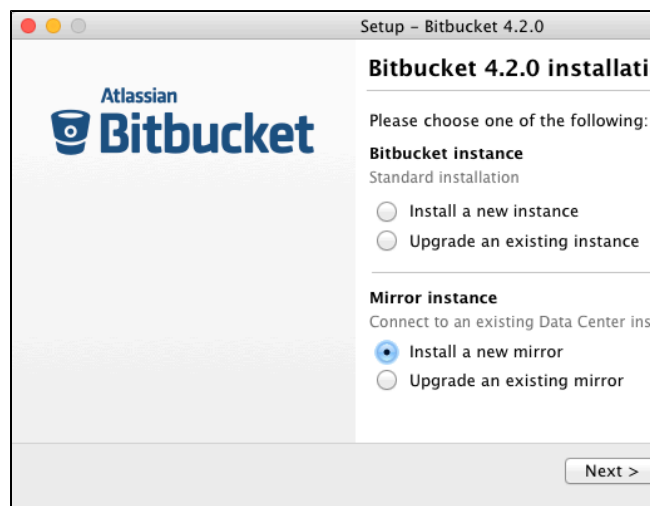 Setup – Bitbucket 4.2.0
Atlassian
Bitbucket
Bitbucket 4.2.0 installati
Please choose one of the following:
Bitbucket instance
Standard installation
Install a new instance
Upgrade an existing instance
Mirror instance
Connect to an existing Data Center ins
Install a new mirror
Upgrade an existing mirror
Next >